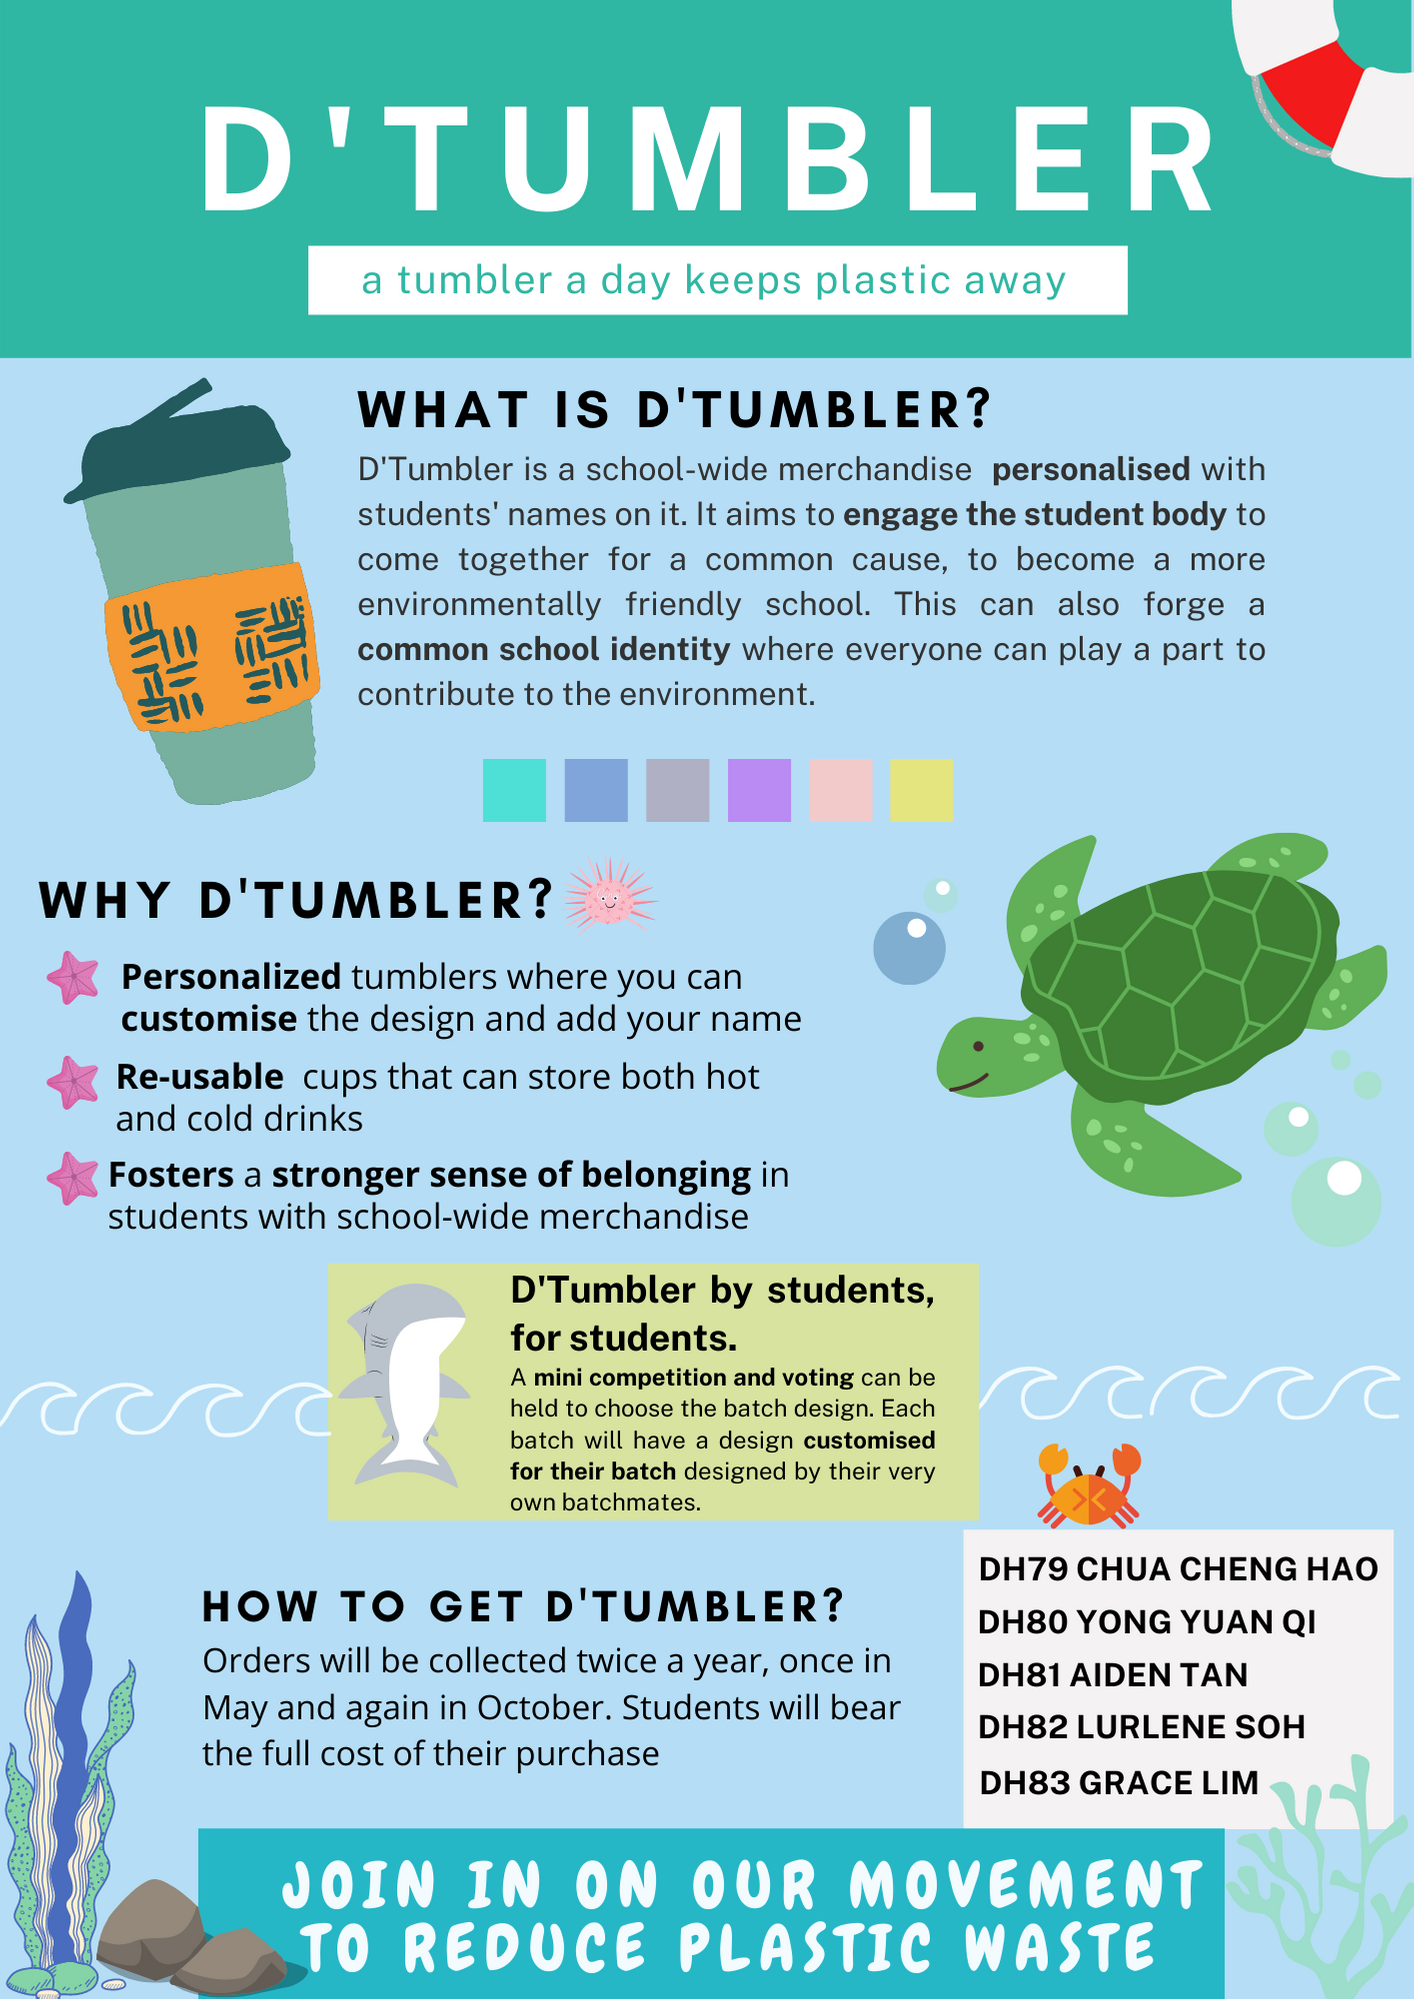 D'TUMBLER
a tumbler a day keeps plastic away
WHAT IS D'TUMBLER?
D'Tumbler is a school-wide merchandise personalised with
students' names on it. It aims to engage the student body to
come together for a common cause, to become a more
environmentally friendly school. This can also forge a
common school identity where everyone can play a part to
contribute to the environment.
WHY D'TUMBLER?
Personalized tumblers where you can
customise the design and add your name
Re-usable cups that can store both hot
and cold drinks
Fosters a stronger sense of belonging in
students with school-wide merchandise
D'Tumbler by students,
for students.
A mini competition and voting can be
held to choose the batch design. Each
batch will have a design customised
for their batch designed by their very
own batchmates.
HOW TO GET D'TUMBLER?
Orders will be collected twice a year, once in
May and again in October. Students will bear
the full cost of their purchase
DH79 CHUA CHENG HAO
DH80 YONG YUAN QI
DH81 AIDEN TAN
DH82 LURLENE SOH
DH83 GRACE LIM
JOIN IN ON OUR MOVEMENT
TO REDUCE PLASTIC WASTE